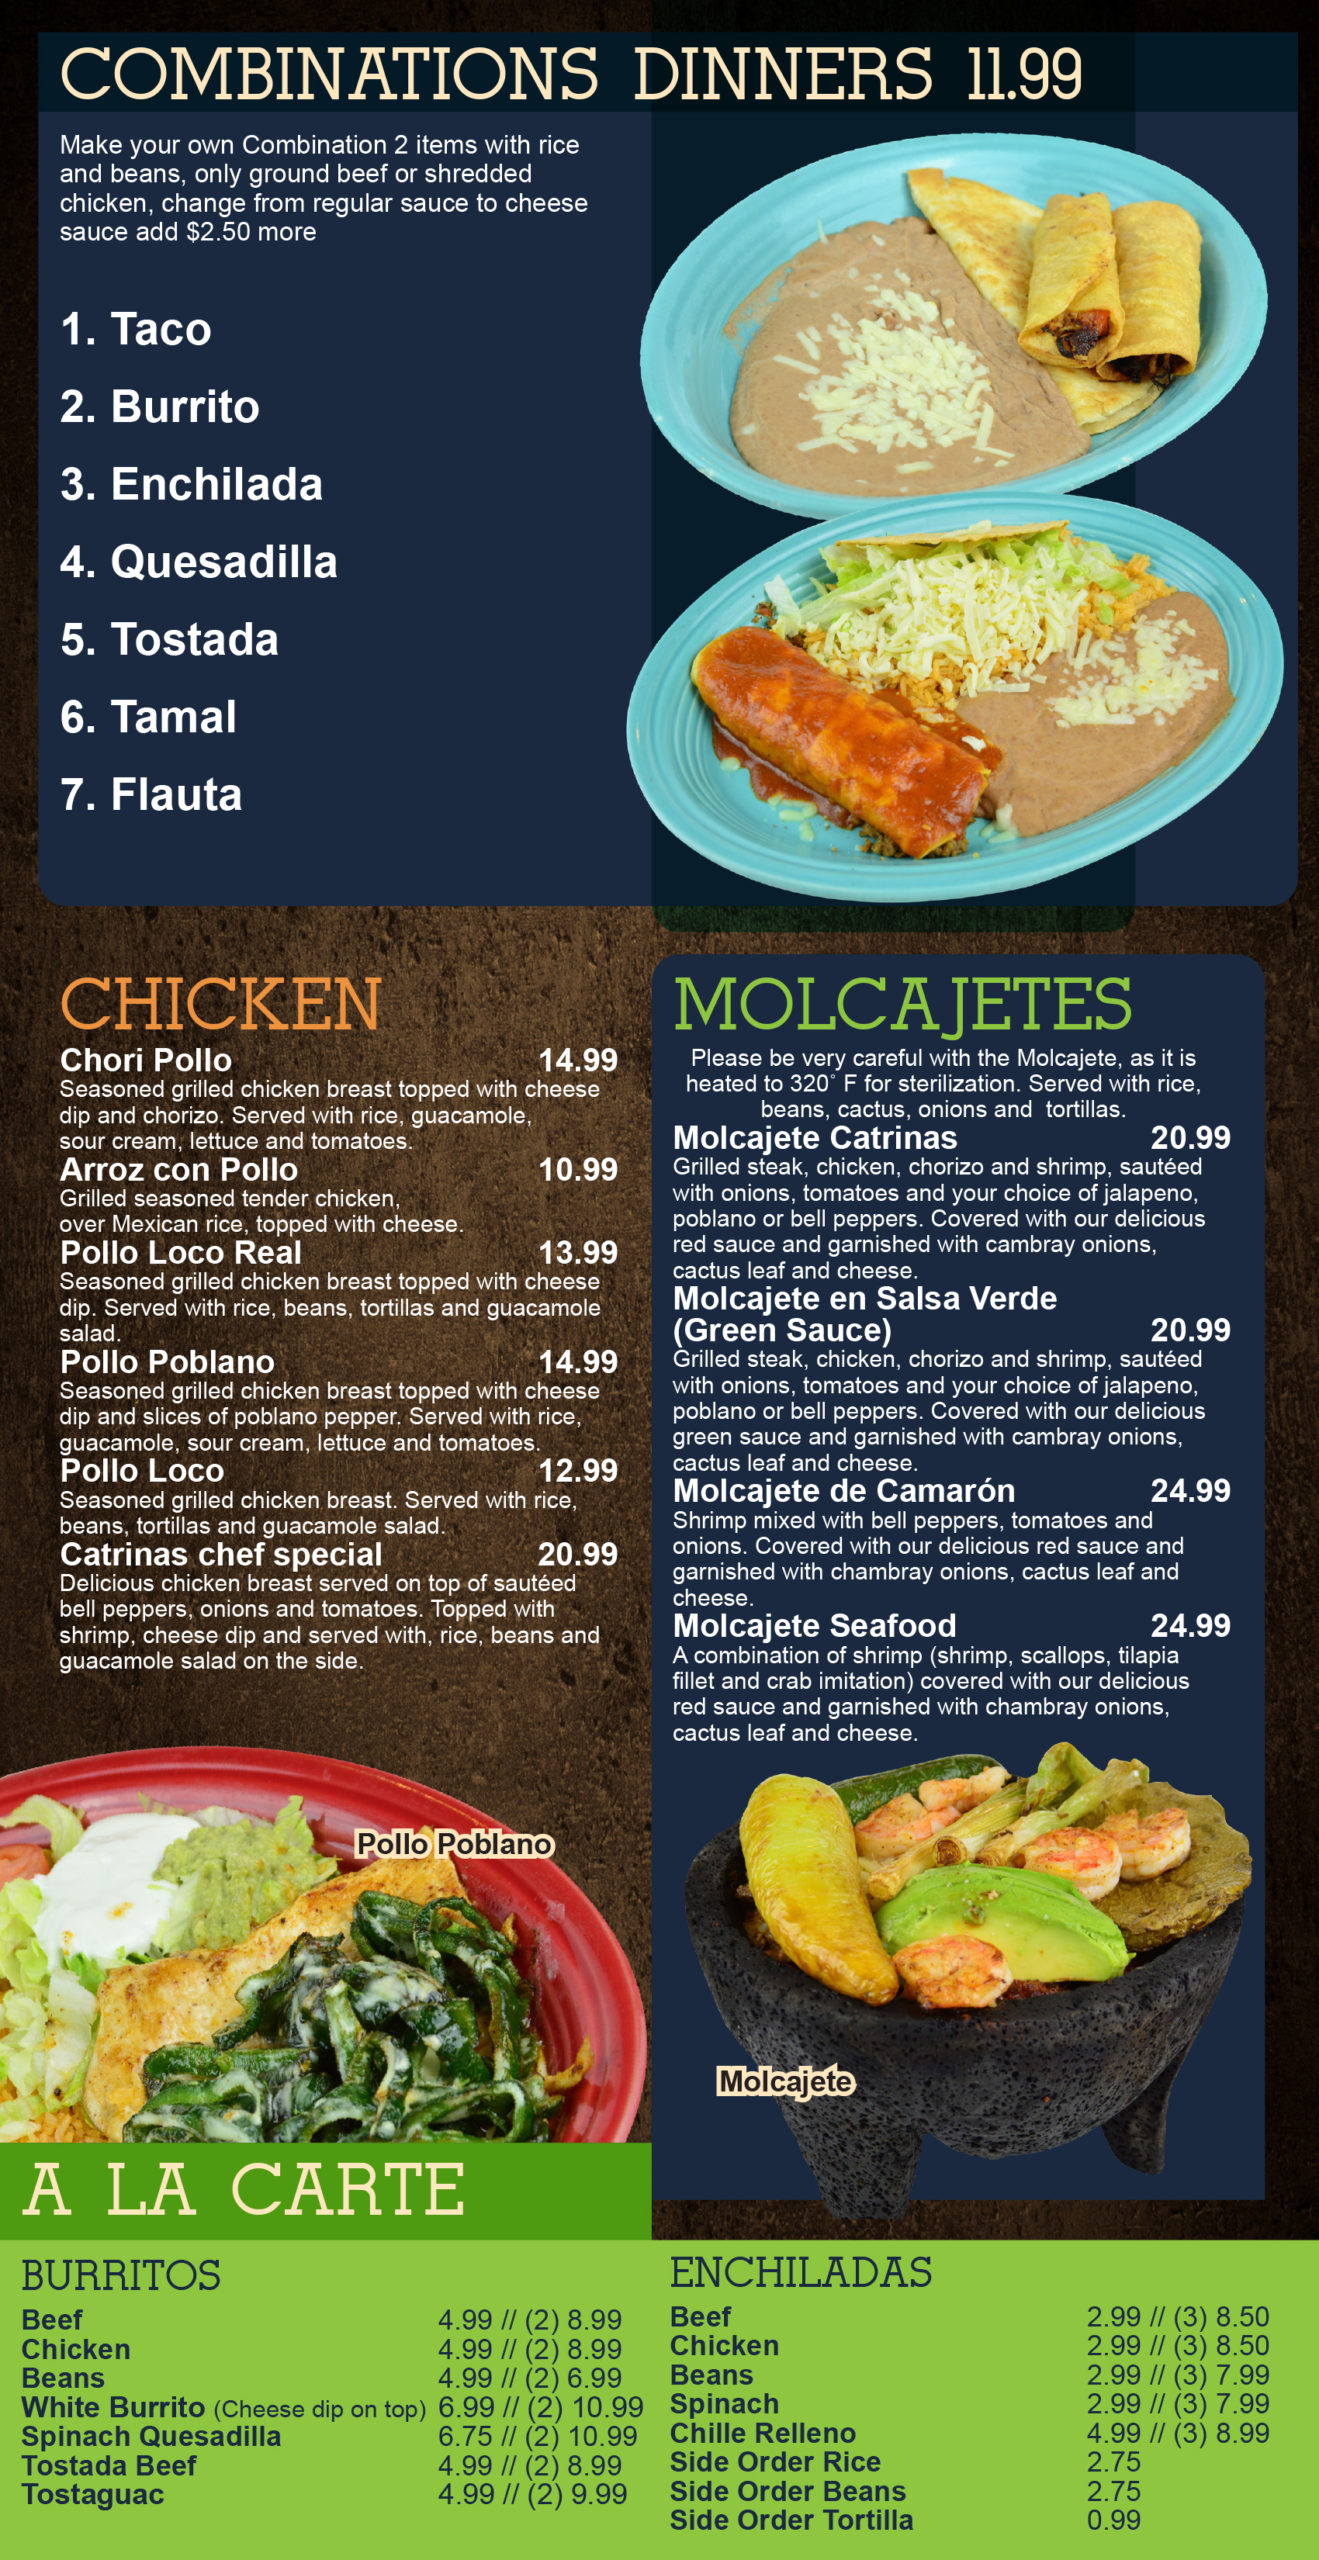 COMBINATIONS DINNERS 11.99
Make your own Combination 2 items with rice
and beans, only ground beef or shredded
chicken, change from regular sauce to cheese
sauce add $2.50 more
1. Taco
2. Burrito
3. Enchilada
4. Quesadilla
5. Tostada
6. Tamal
7. Flauta
CHICKEN
Chori Pollo 14.99
Seasoned grilled chicken breast topped with cheese
dip and chorizo. Served with rice, guacamole,
sour cream, lettuce and tomatoes.
Arroz con Pollo 10.99
Grilled seasoned tender chicken,
over Mexican rice, topped with cheese.
Pollo Loco Real 13.99
Seasoned grilled chicken breast topped with cheese
dip. Served with rice, beans, tortillas and guacamole
salad.
Pollo Poblano 14.99
Seasoned grilled chicken breast topped with cheese
dip and slices of poblano pepper. Served with rice,
guacamole, sour cream, lettuce and tomatoes.
Pollo Loco 12.99
Seasoned grilled chicken breast. Served with rice,
beans, tortillas and guacamole salad.
Catrinas chef special 20.99
Delicious chicken breast served on top of sautéed
bell peppers, onions and tomatoes. Topped with
shrimp, cheese dip and served with, rice, beans and
guacamole salad on the side.
Pollo Poblano
MOLCAJETES
Please be very careful with the Molcajete, as it is
heated to 320° F for sterilization. Served with rice,
beans, cactus, onions and tortillas.
Molcajete Catrinas 20.99
Grilled steak, chicken, chorizo and shrimp, sautéed
with onions, tomatoes and your choice of jalapeno,
poblano or bell peppers. Covered with our delicious
red sauce and garnished with cambray onions,
cactus leaf and cheese.
Molcajete en Salsa Verde
(Green Sauce) 20.99
Grilled steak, chicken, chorizo and shrimp, sautéed
with onions, tomatoes and your choice of jalapeno,
poblano or bell peppers. Covered with our delicious
green sauce and garnished with cambray onions,
cactus leaf and cheese.
Molcajete de Camarón 24.99
Shrimp mixed with bell peppers, tomatoes and
onions. Covered with our delicious red sauce and
garnished with chambray onions, cactus leaf and
cheese.
Molcajete Seafood 24.99
A combination of shrimp (shrimp, scallops, tilapia
fillet and crab imitation) covered with our delicious
red sauce and garnished with chambray onions,
cactus leaf and cheese.
Molcajete
A LA CARTE
BURRITOS
Beef 4.99 // (2) 8.99
Chicken 4.99 // (2) 8.99
Beans 4.99 // (2) 6.99
White Burrito (Cheese dip on top) 6.99 // (2) 10.99
Spinach Quesadilla 6.75 // (2) 10.99
Tostada Beef 4.99 // (2) 8.99
Tostaguac 4.99 // (2) 9.99
ENCHILADAS
Beef 2.99 // (3) 8.50
Chicken 2.99 // (3) 8.50
Beans 2.99 // (3) 7.99
Spinach 2.99 // (3) 7.99
Chille Relleno 4.99 // (3) 8.99
Side Order Rice 2.75
Side Order Beans 2.75
Side Order Tortilla 0.99